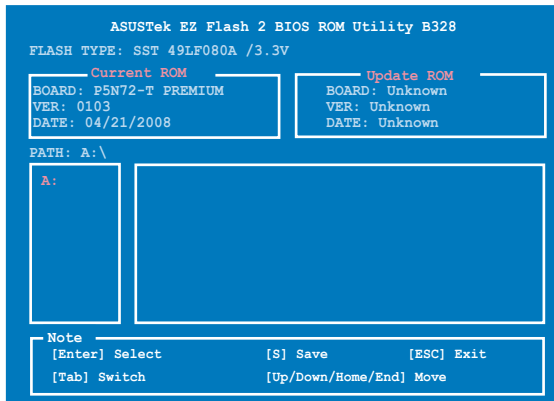 ASUSTek EZ Flash 2 BIOS ROM Utility B328
FLASH TYPE: SST 49LF080A /3.3V
Current ROM
BOARD: P5N72-T PREMIUM
VER: 0103
DATE: 04/21/2008
Update ROM
BOARD: Unknown
VER: Unknown
DATE: Unknown
PATH: A:\
A:
Note
[Enter] Select [S] Save [ESC] Exit
[Tab] Switch [Up/Down/Home/End] Move